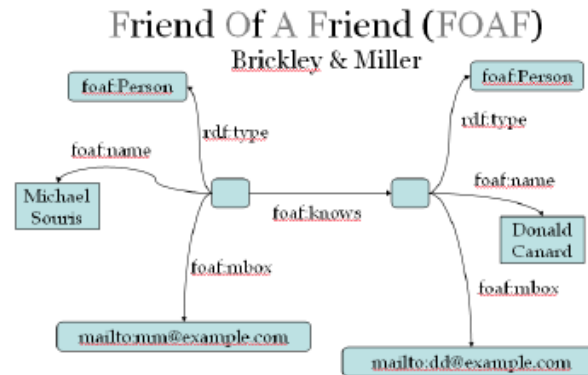 Friend Of A Friend (FOAF)
Brickley & Miller
foaf:Person
foaf:Person
rdf:type
rdf:type
foaf:name
foaf:name
Michael
Souris
foaf:knows
Donald
Canard
foaf:mbox
foaf:mbox
mailto:mm@example.com
mailto:dd@example.com